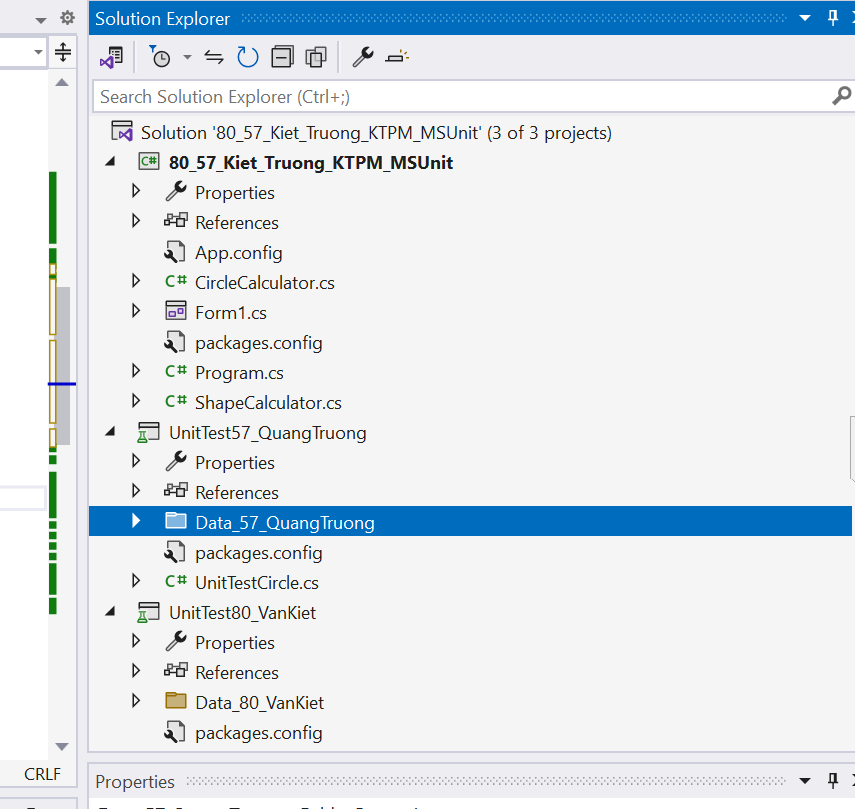 Solution Explorer
Search Solution Explorer (Ctrl+;)
Solution '80_57_Kiet_Truong_KTPM_MSUnit' (3 of 3 projects)
C# 80_57_Kiet_Truong_KTPM_MSUnit
Properties
References
App.config
C# CircleCalculator.cs
Form1.cs
packages.config
C# Program.cs
C# ShapeCalculator.cs
UnitTest57_QuangTruong
Properties
References
Data_57_QuangTruong
packages.config
C# UnitTestCircle.cs
UnitTest80_VanKiet
Properties
References
Data_80_VanKiet
packages.config
CRLF
Properties